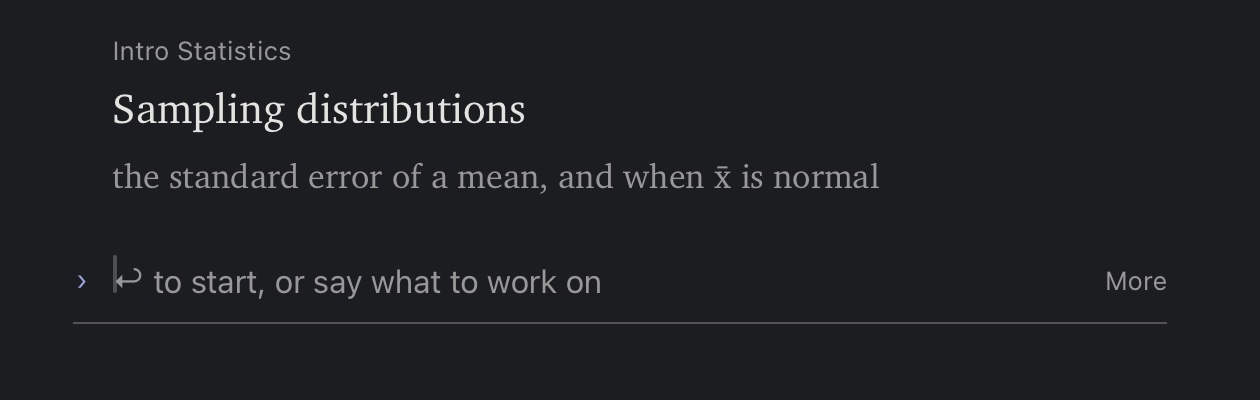 Intro Statistics
Sampling distributions
the standard error of a mean, and when x̄ is normal
› ↩ to start, or say what to work on More